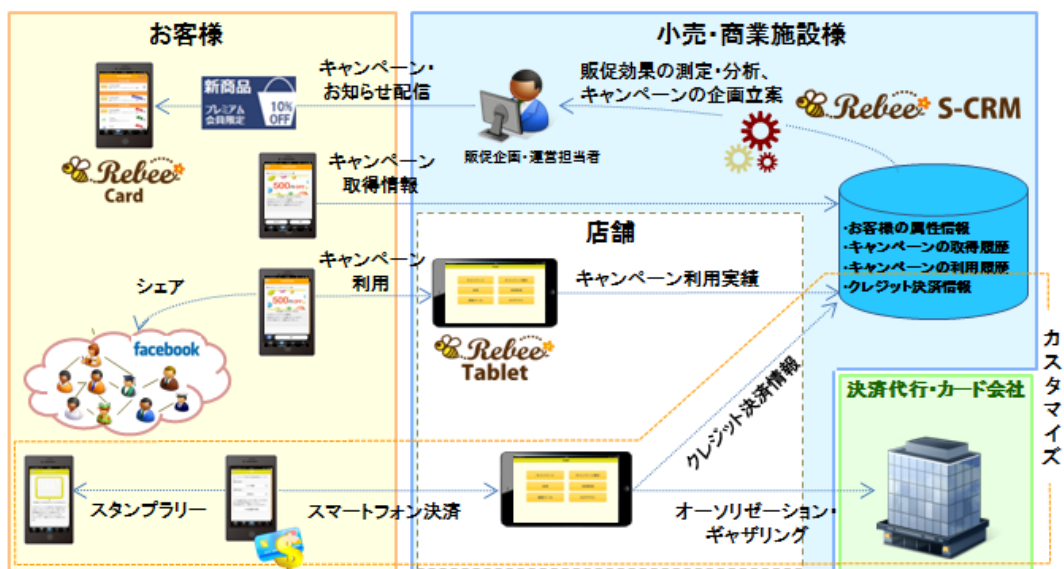 お客様
小売・商業施設様
キャンペーン・
お知らせ配信
新商品
プレミアム
会員限定
10%
OFF
販促効果の測定・分析、
キャンペーンの企画立案
Rebee S-CRM
販促企画・運営担当者
Rebee
Card
キャンペーン
取得情報
500
・お客様の属性情報
・キャンペーンの取得履歴
・キャンペーンの利用履歴
・クレジット決済情報
店舗
キャンペーン
利用
シェア
500
キャンペーン利用実績
facebook
Rebee
Tablet
カスタマイズ
クレジット決済情報
決済代行・カード会社
スタンプラリー
スマートフォン決済
オーソリゼーション・
ギャザリング